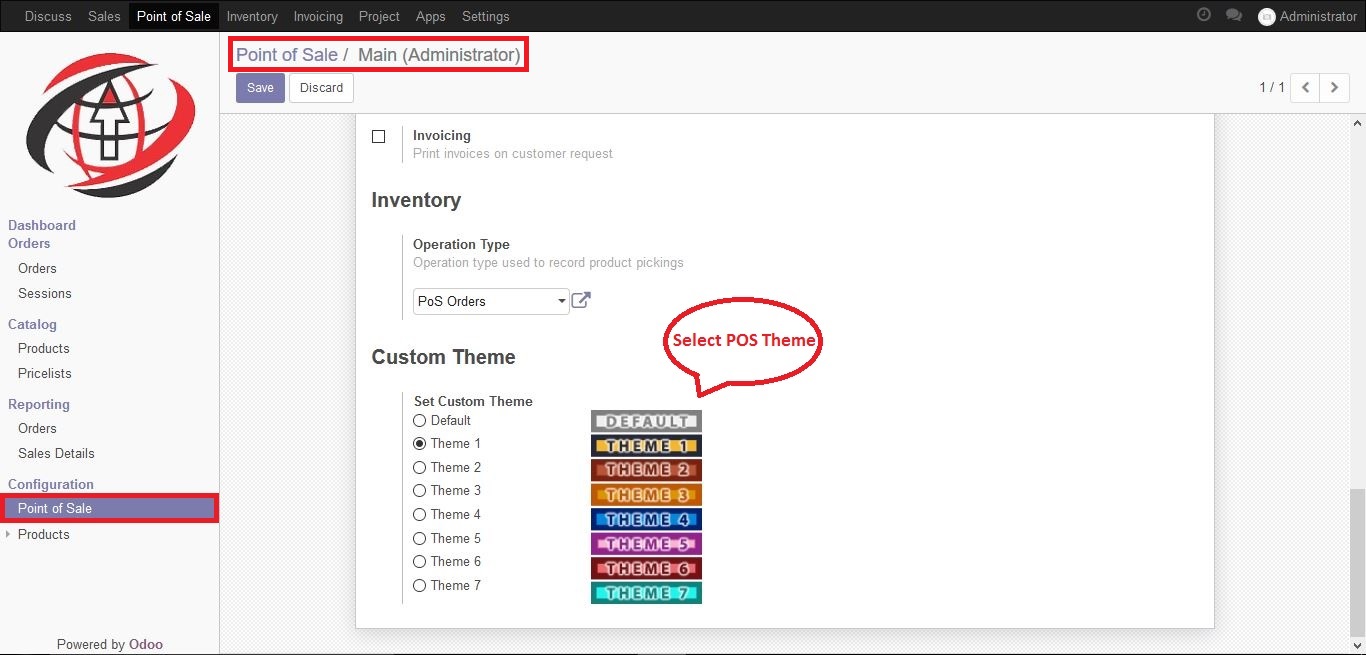 Discuss Sales Point of Sale Inventory Invoicing Project Apps Settings Administrator
Point of Sale / Main (Administrator)
Save Discard 1 / 1
Dashboard
Orders
Orders
Sessions
Catalog
Products
Pricelists
Reporting
Orders
Sales Details
Configuration
Point of Sale
Products
Powered by Odoo
Invoicing
Print invoices on customer request
Inventory
Operation Type
Operation type used to record product pickings
PoS Orders
Select POS Theme
Custom Theme
Set Custom Theme
Default DEFAULT
Theme 1 THEME 1
Theme 2 THEME 2
Theme 3 THEME 3
Theme 4 THEME 4
Theme 5 THEME 5
Theme 6 THEME 6
Theme 7 THEME 7